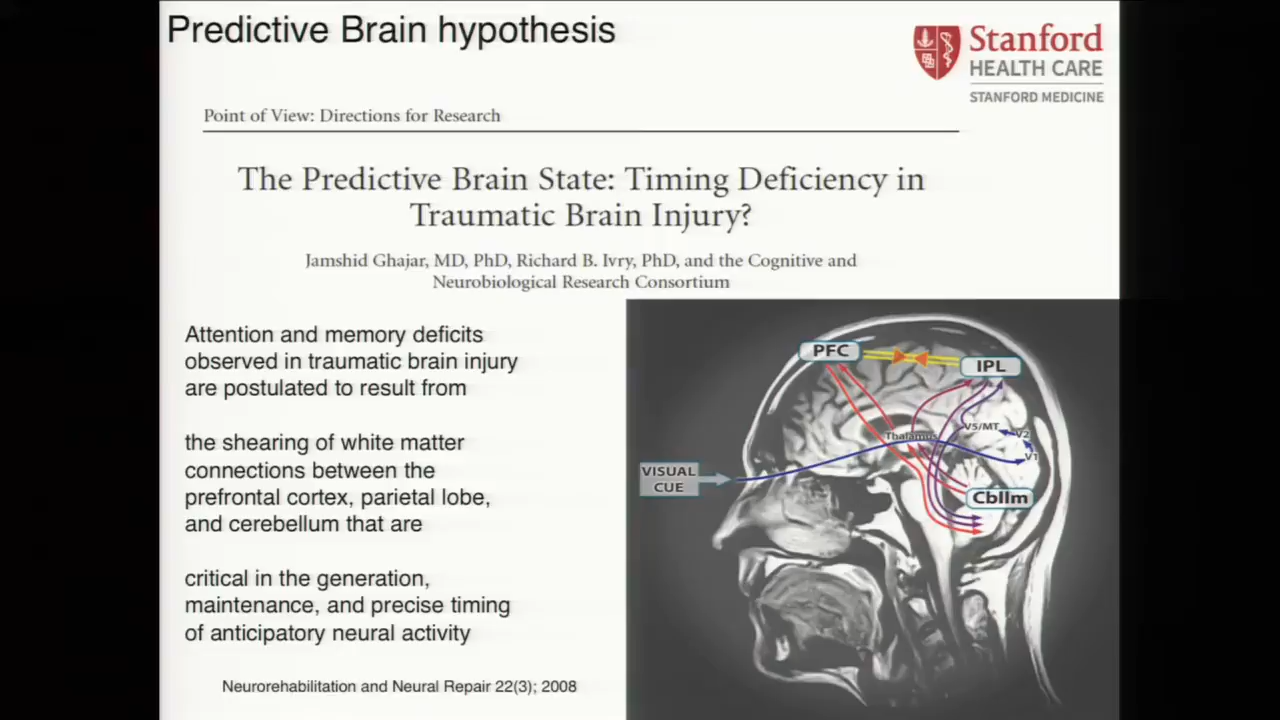 Predictive Brain hypothesis
Stanford
HEALTH CARE
STANFORD MEDICINE
Point of View: Directions for Research
The Predictive Brain State: Timing Deficiency in
Traumatic Brain Injury?
Jamshid Ghajar, MD, PhD, Richard B. Ivry, PhD, and the Cognitive and
Neurobiological Research Consortium
Attention and memory deficits
observed in traumatic brain injury
are postulated to result from
the shearing of white matter
connections between the
prefrontal cortex, parietal lobe,
and cerebellum that are
critical in the generation,
maintenance, and precise timing
of anticipatory neural activity
Neurorehabilitation and Neural Repair 22(3); 2008
PFC
IPL
V5/MT
V2
Thalamus
V1
VISUAL
CUE
Cbllm